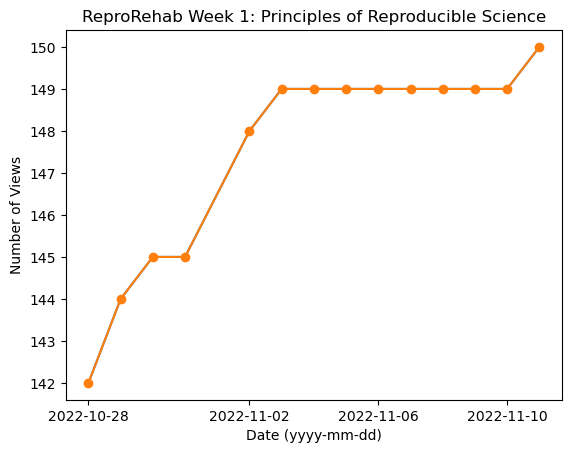 ReproRehab Week 1: Principles of Reproducible Science
Number of Views
150
149
148
147
146
145
144
143
142
2022-10-28 2022-11-02 2022-11-06 2022-11-10
Date (yyyy-mm-dd)